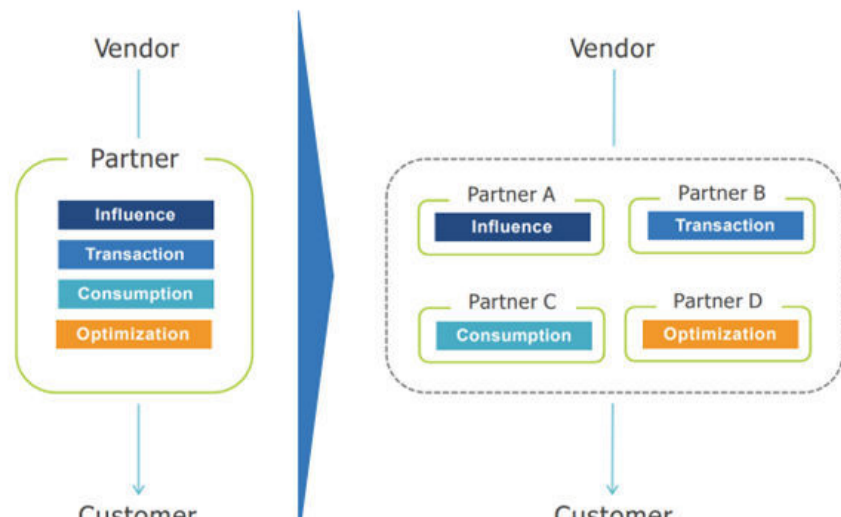 Vendor
Partner
Influence
Transaction
Consumption
Optimization
Customer
Vendor
Partner A
Influence
Partner B
Transaction
Partner C
Consumption
Partner D
Optimization
Customer